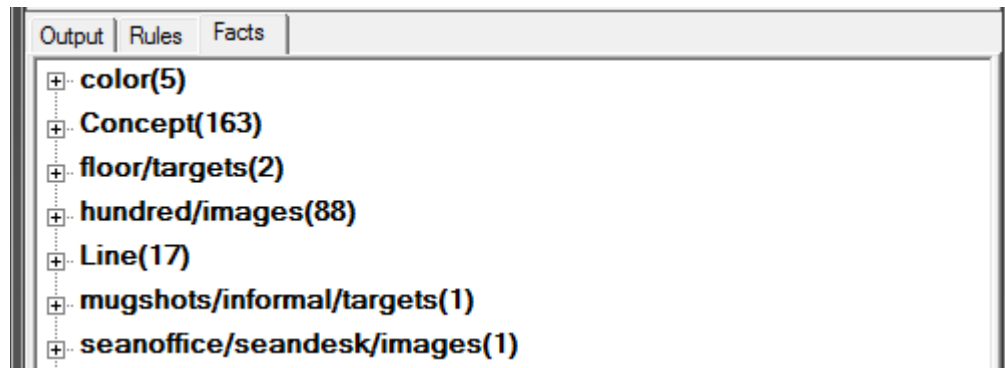 Output Rules Facts
color(5)
Concept(163)
floor/targets(2)
hundred/images(88)
Line(17)
mugshots/informal/targets(1)
seanoffice/seandesk/images(1)